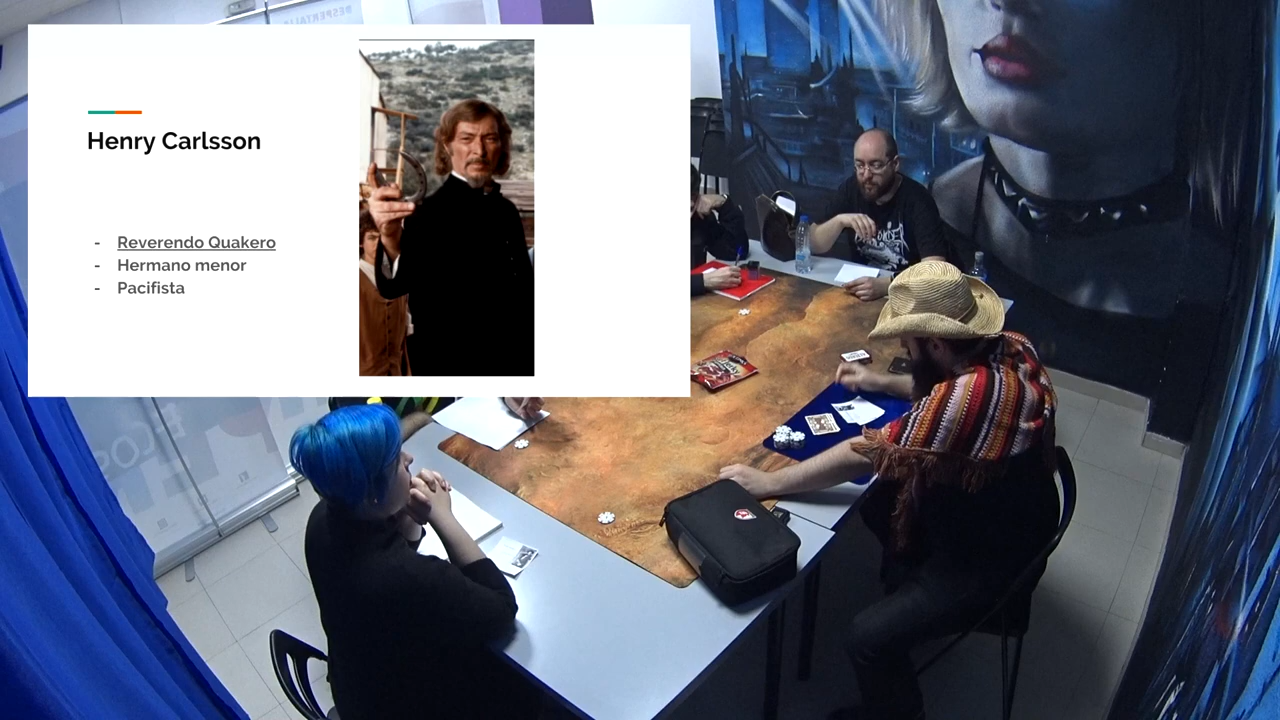 Henry Carlsson
- Reverendo Quakero
- Hermano menor
- Pacifista